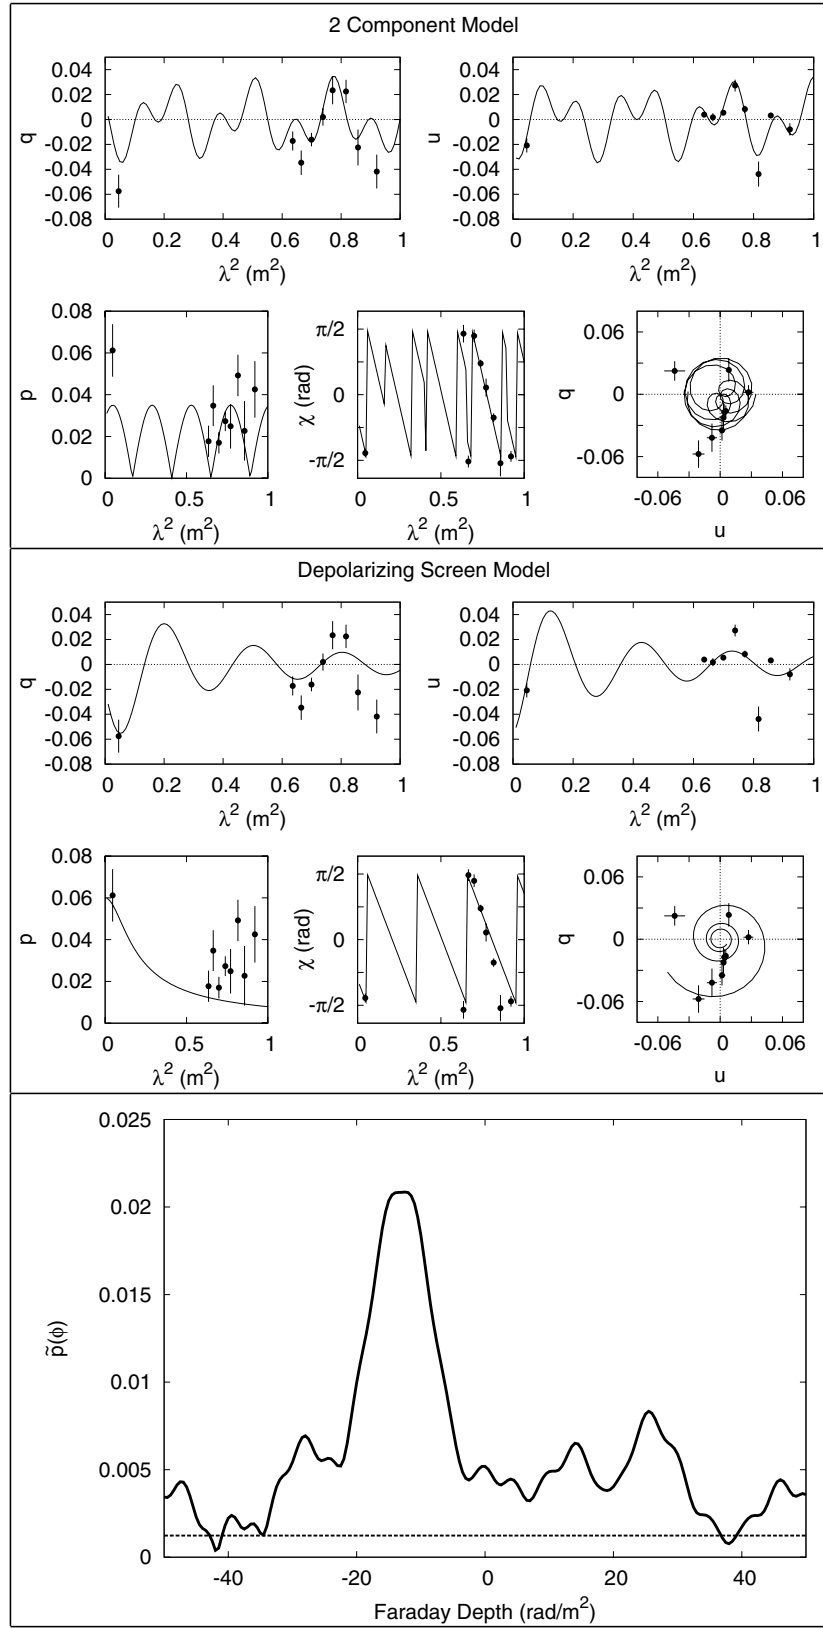 2 Component Model
0.04
0.02
0
-0.02
-0.04
-0.06
-0.08
q
0 0.2 0.4 0.6 0.8 1
λ² (m²)
0.04
0.02
0
-0.02
-0.04
-0.06
-0.08
u
0 0.2 0.4 0.6 0.8 1
λ² (m²)
0.08
0.06
0.04
0.02
0
p
0 0.5 1
λ² (m²)
π/2
0
-π/2
χ (rad)
0 0.5 1
λ² (m²)
0.06
0
-0.06
q
-0.06 0 0.06
u
Depolarizing Screen Model
0.04
0.02
0
-0.02
-0.04
-0.06
-0.08
q
0 0.2 0.4 0.6 0.8 1
λ² (m²)
0.04
0.02
0
-0.02
-0.04
-0.06
-0.08
u
0 0.2 0.4 0.6 0.8 1
λ² (m²)
0.08
0.06
0.04
0.02
0
p
0 0.5 1
λ² (m²)
π/2
0
-π/2
χ (rad)
0 0.5 1
λ² (m²)
0.06
0
-0.06
q
-0.06 0 0.06
u
0.025
0.02
0.015
0.01
0.005
0
p̃(ϕ)
-40 -20 0 20 40
Faraday Depth (rad/m²)